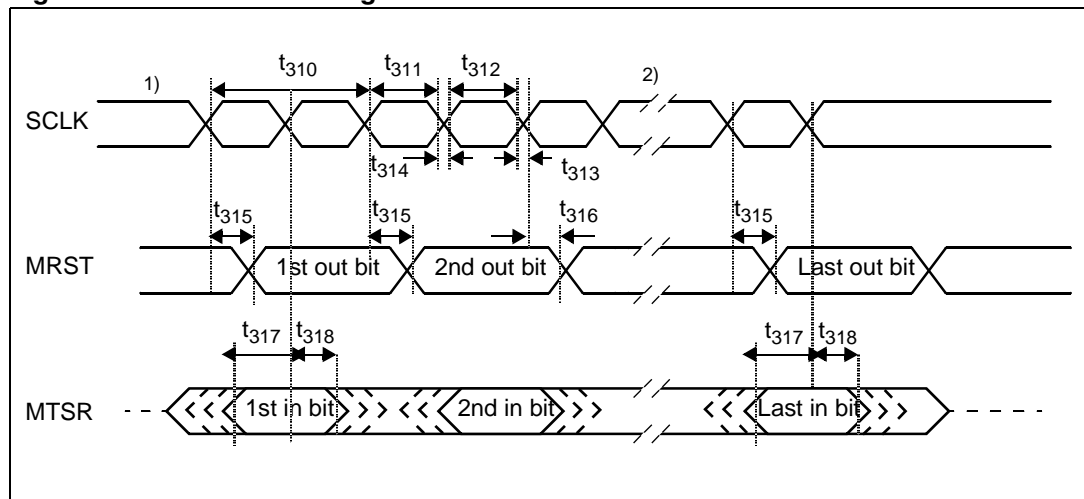 t310 t311 t312
1) 2)
SCLK
t314 t313
t315 t315 t316 t315
MRST 1st out bit 2nd out bit Last out bit
t317 t318 t317 t318
MTSR 1st in bit 2nd in bit Last in bit